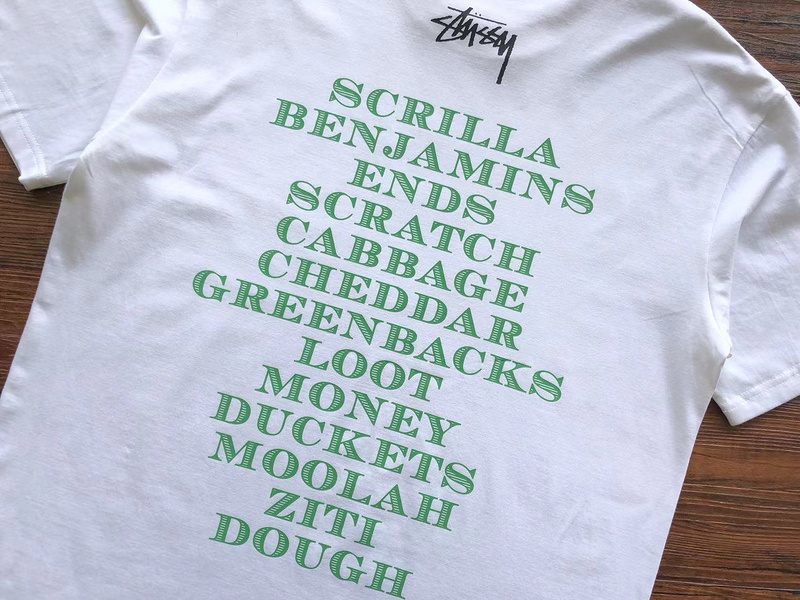 Stüssy
SCRILLA
BENJAMINS
ENDS
SCRATCH
CABBAGE
CHEDDAR
GREENBACKS
LOOT
MONEY
DUCKETS
MOOLAH
ZITI
DOUGH